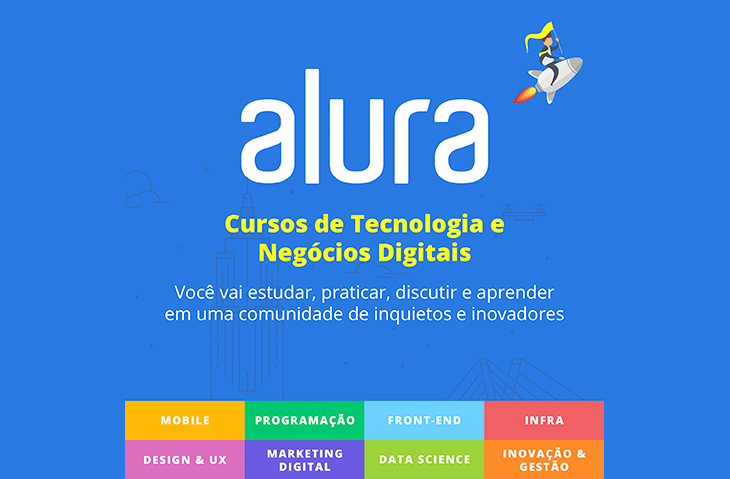 alura
Cursos de Tecnologia e
Negócios Digitais
Você vai estudar, praticar, discutir e aprender
em uma comunidade de inquietos e inovadores
MOBILE
PROGRAMAÇÃO
FRONT-END
INFRA
DESIGN & UX
MARKETING
DIGITAL
DATA SCIENCE
INOVAÇÃO &
GESTÃO